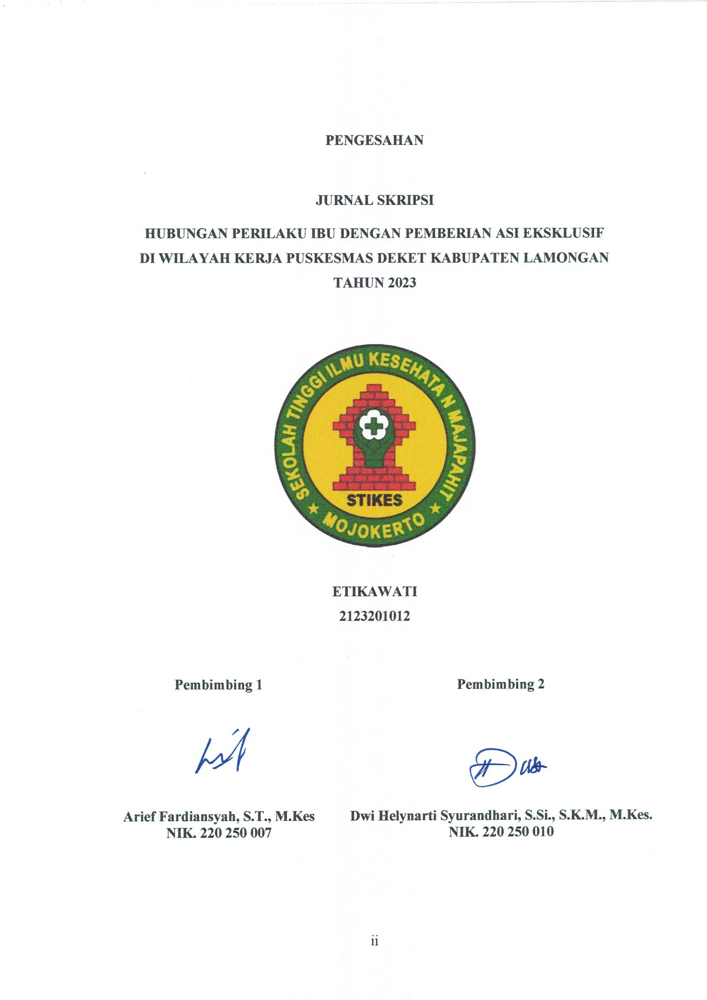 PENGESAHAN
JURNAL SKRIPSI
HUBUNGAN PERILAKU IBU DENGAN PEMBERIAN ASI EKSKLUSIF
DI WILAYAH KERJA PUSKESMAS DEKET KABUPATEN LAMONGAN
TAHUN 2023
SEKOLAH TINGGI ILMU KESEHATA N MAJAPAHIT
STIKES
MOJOKERTO
ETIKAWATI
2123201012
Pembimbing 1 Pembimbing 2
Arief Fardiansyah, S.T., M.Kes Dwi Helynarti Syurandhari, S.Si., S.K.M., M.Kes.
NIK. 220 250 007 NIK. 220 250 010
ii